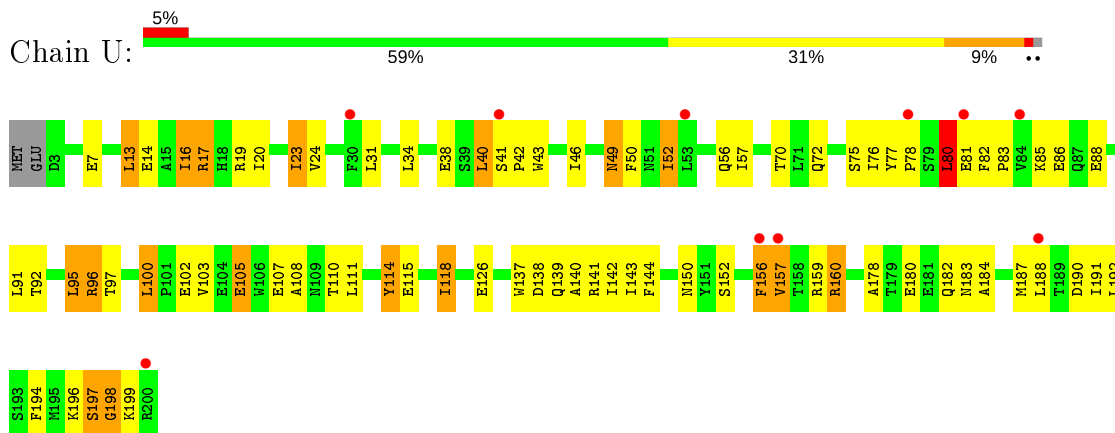 5%
Chain U:
59% 31% 9% ••
MET GLU D3 E7 L13 E14 A15 I16 R17 H18 R19 I20 I23 V24 F30 L31 L34 E38 S39 L40 S41 P42 W43 I46 N49 F50 N51 I52 L53 Q56 I57 T70 L71 Q72 S75 I76 Y77 P78 S79 L80 E81 F82 P83 V84 K85 E86 Q87 E88
L91 T92 L95 R96 T97 L100 P101 E102 V103 E104 E105 W106 E107 A108 N109 T110 L111 Y114 E115 I118 E126 W137 D138 Q139 A140 R141 I142 I143 F144 N150 Y151 S152 F156 V157 T158 R159 R160 A178 T179 E180 E181 Q182 N183 A184 M187 L188 T189 D190 I191 L192
S193 F194 M195 K196 S197 G198 K199 R200